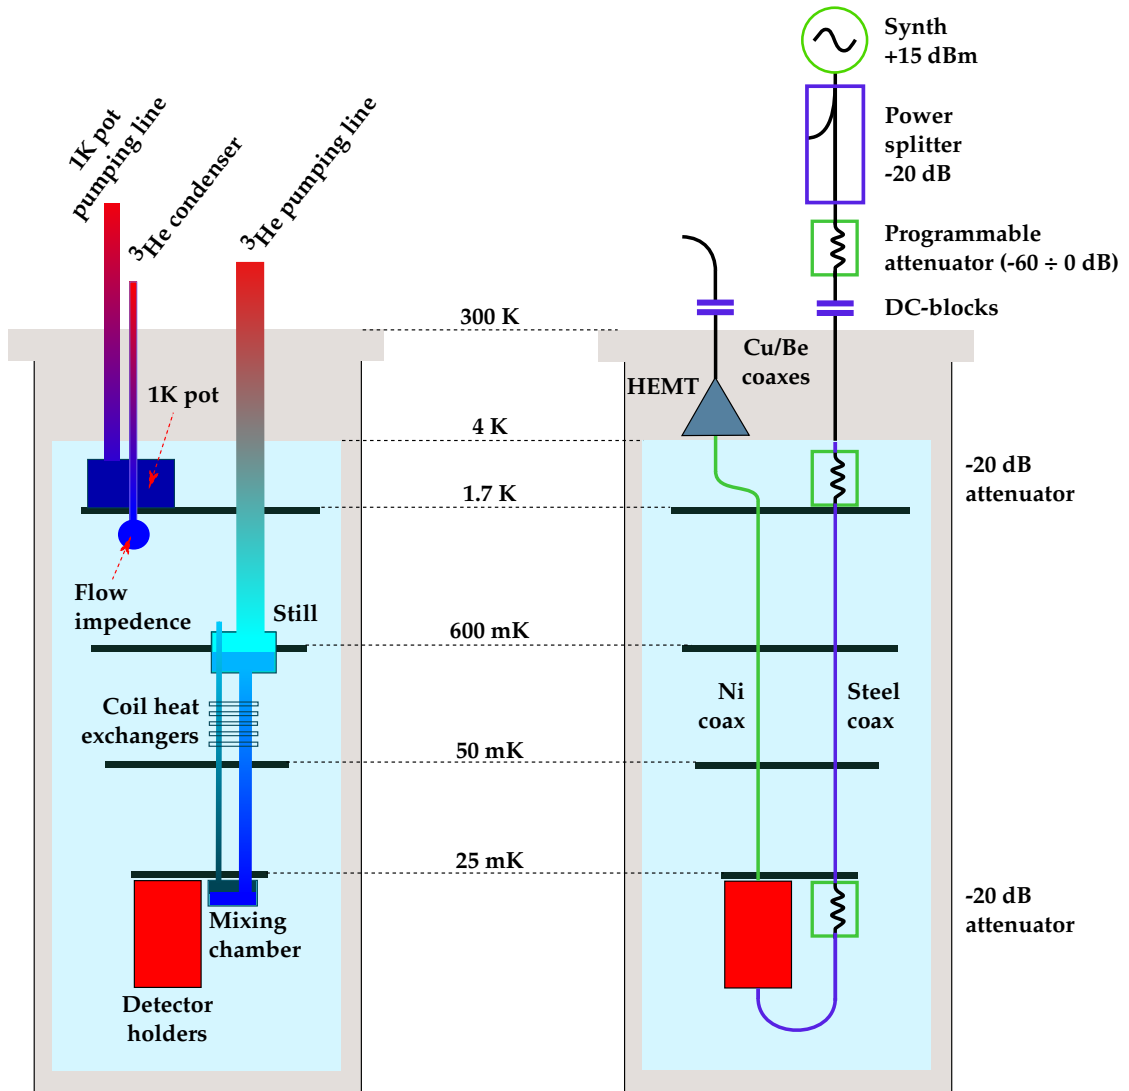 1K pot
pumping line
³He condenser
³He pumping line
1K pot
Flow
impedence
Still
Coil heat
exchangers
Mixing
chamber
Detector
holders
300 K
4 K
1.7 K
600 mK
50 mK
25 mK
Synth
+15 dBm
Power
splitter
-20 dB
Programmable
attenuator (-60 ÷ 0 dB)
DC-blocks
Cu/Be
coaxes
HEMT
-20 dB
attenuator
Ni
coax
Steel
coax
-20 dB
attenuator